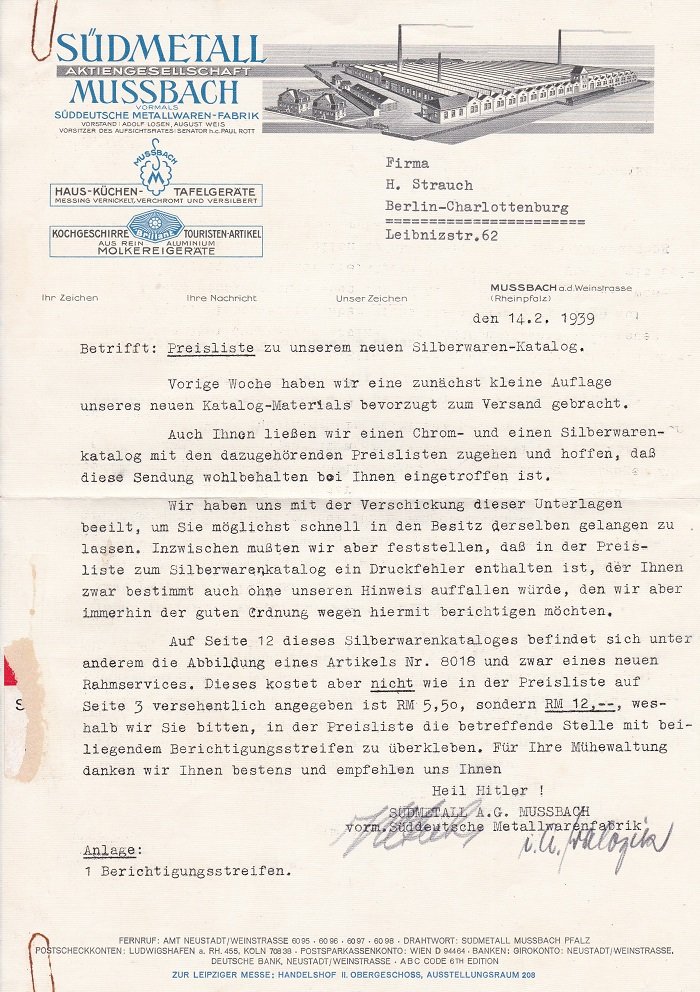 SÜDMETALL
AKTIENGESELLSCHAFT
MUSSBACH
VORMALS
SÜDDEUTSCHE METALLWAREN-FABRIK
VORSTAND: ADOLF LOSEN, AUGUST WEIS
VORSITZER DES AUFSICHTSRATES: SENATOR h.c. PAUL ROTT
MUSSBACH
M
HAUS-KÜCHEN- TAFELGERÄTE
MESSING VERNICKELT, VERCHROMT UND VERSILBERT
KOCHGESCHIRRE Brillant TOURISTEN-ARTIKEL
AUS REIN ALUMINIUM
MOLKEREIGERÄTE
Firma
H. Strauch
Berlin-Charlottenburg
=======================
Leibnizstr.62
Ihr Zeichen Ihre Nachricht Unser Zeichen
MUSSBACH a.d. Weinstrasse
(Rheinpfalz)
den 14.2. 1939
Betrifft: Preisliste zu unserem neuen Silberwaren-Katalog.
Vorige Woche haben wir eine zunächst kleine Auflage
unseres neuen Katalog-Materials bevorzugt zum Versand gebracht.
Auch Ihnen ließen wir einen Chrom- und einen Silberwaren-
katalog mit den dazugehörenden Preislisten zugehen und hoffen, daß
diese Sendung wohlbehalten bei Ihnen eingetroffen ist.
Wir haben uns mit der Verschickung dieser Unterlagen
beeilt, um Sie möglichst schnell in den Besitz derselben gelangen zu
lassen. Inzwischen mußten wir aber feststellen, daß in der Preis-
liste zum Silberwarenkatalog ein Druckfehler enthalten ist, der Ihnen
zwar bestimmt auch ohne unseren Hinweis auffallen würde, den wir aber
immerhin der guten Ordnung wegen hiermit berichtigen möchten.
Auf Seite 12 dieses Silberwarenkataloges befindet sich unter
anderem die Abbildung eines Artikels Nr. 8018 und zwar eines neuen
Rahmservices. Dieses kostet aber nicht wie in der Preisliste auf
Seite 3 versehentlich angegeben ist RM 5,50, sondern RM 12,--, wes-
halb wir Sie bitten, in der Preisliste die betreffende Stelle mit bei-
liegendem Berichtigungsstreifen zu überkleben. Für Ihre Mühewaltung
danken wir Ihnen bestens und empfehlen uns Ihnen
Heil Hitler !
SÜDMETALL A.G. MUSSBACH
vorm.Süddeutsche Metallwarenfabrik
Anlage:
1 Berichtigungsstreifen.
FERNRUF: AMT NEUSTADT/WEINSTRASSE 6095 · 6096 · 6097 · 6098 · DRAHTWORT: SÜDMETALL MUSSBACH PFALZ
POSTSCHECKKONTEN: LUDWIGSHAFEN a. RH. 455, KÖLN 70838 · POSTSPARKASSENKONTO: WIEN D 94464 · BANKEN: GIROKONTO: NEUSTADT/WEINSTRASSE,
DEUTSCHE BANK, NEUSTADT/WEINSTRASSE · ABC CODE 6TH EDITION
ZUR LEIPZIGER MESSE: HANDELSHOF II. OBERGESCHOSS, AUSSTELLUNGSRAUM 208